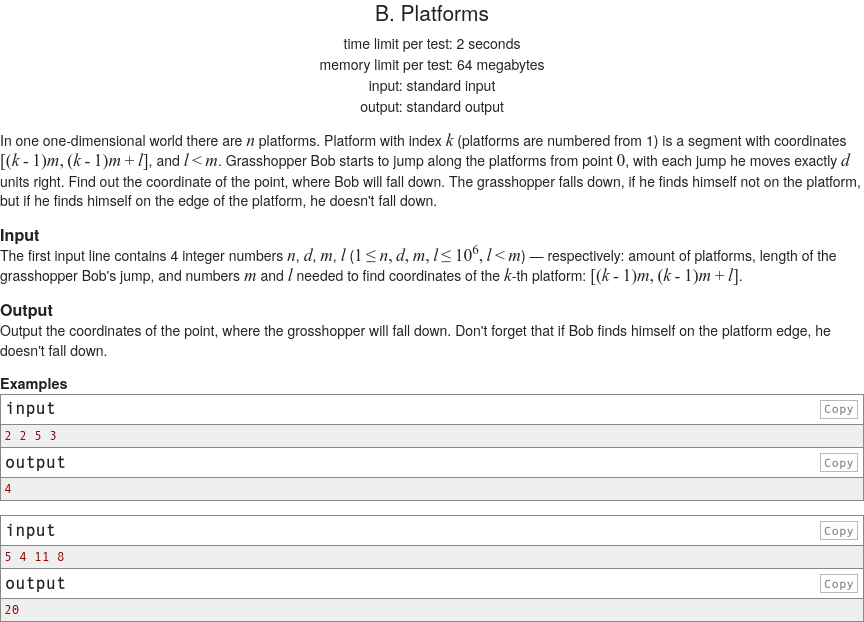 B. Platforms
time limit per test: 2 seconds
memory limit per test: 64 megabytes
input: standard input
output: standard output
In one one-dimensional world there are n platforms. Platform with index k (platforms are numbered from 1) is a segment with coordinates
[(k - 1)m, (k - 1)m + l], and l < m. Grasshopper Bob starts to jump along the platforms from point 0, with each jump he moves exactly d
units right. Find out the coordinate of the point, where Bob will fall down. The grasshopper falls down, if he finds himself not on the platform,
but if he finds himself on the edge of the platform, he doesn't fall down.
Input
The first input line contains 4 integer numbers n, d, m, l (1 ≤ n, d, m, l ≤ 10^6, l < m) — respectively: amount of platforms, length of the
grasshopper Bob's jump, and numbers m and l needed to find coordinates of the k-th platform: [(k - 1)m, (k - 1)m + l].
Output
Output the coordinates of the point, where the grosshopper will fall down. Don't forget that if Bob finds himself on the platform edge, he
doesn't fall down.
Examples
input
Copy
2 2 5 3
output
Copy
4
input
Copy
5 4 11 8
output
Copy
20